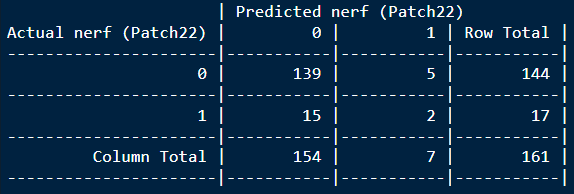 | Predicted nerf (Patch22)
Actual nerf (Patch22) |         0 |         1 | Row Total |
----------------------|-----------|-----------|-----------|
                    0 |       139 |         5 |       144 |
----------------------|-----------|-----------|-----------|
                    1 |        15 |         2 |        17 |
----------------------|-----------|-----------|-----------|
         Column Total |       154 |         7 |       161 |
----------------------|-----------|-----------|-----------|